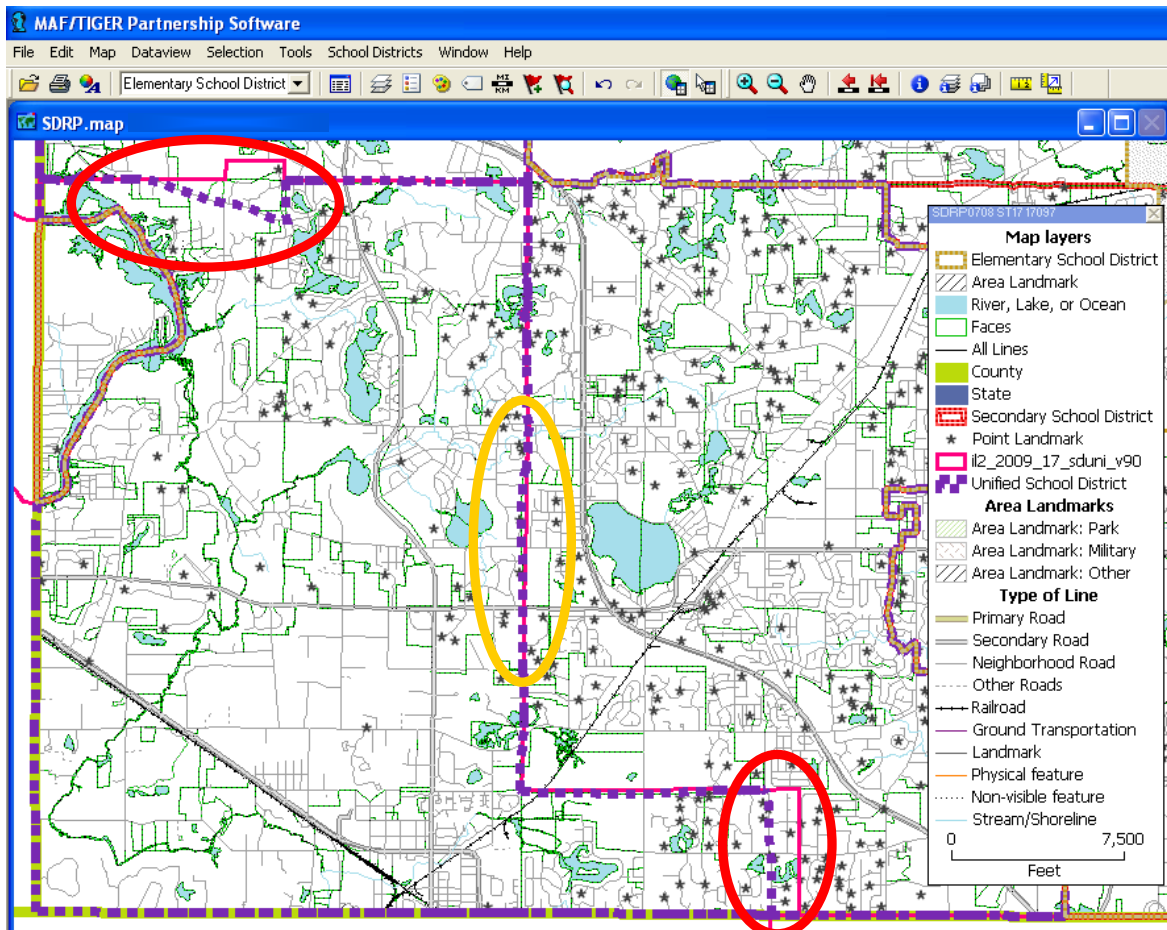 MAF/TIGER Partnership Software
File Edit Map Dataview Selection Tools School Districts Window Help
Elementary School District
MI
KM
SDRP.map
SDRP0708 ST17 17097
Map layers
Elementary School District
Area Landmark
River, Lake, or Ocean
Faces
All Lines
County
State
Secondary School District
Point Landmark
il2_2009_17_sduni_v90
Unified School District
Area Landmarks
Area Landmark: Park
Area Landmark: Military
Area Landmark: Other
Type of Line
Primary Road
Secondary Road
Neighborhood Road
Other Roads
Railroad
Ground Transportation
Landmark
Physical feature
Non-visible feature
Stream/Shoreline
0 7,500
Feet